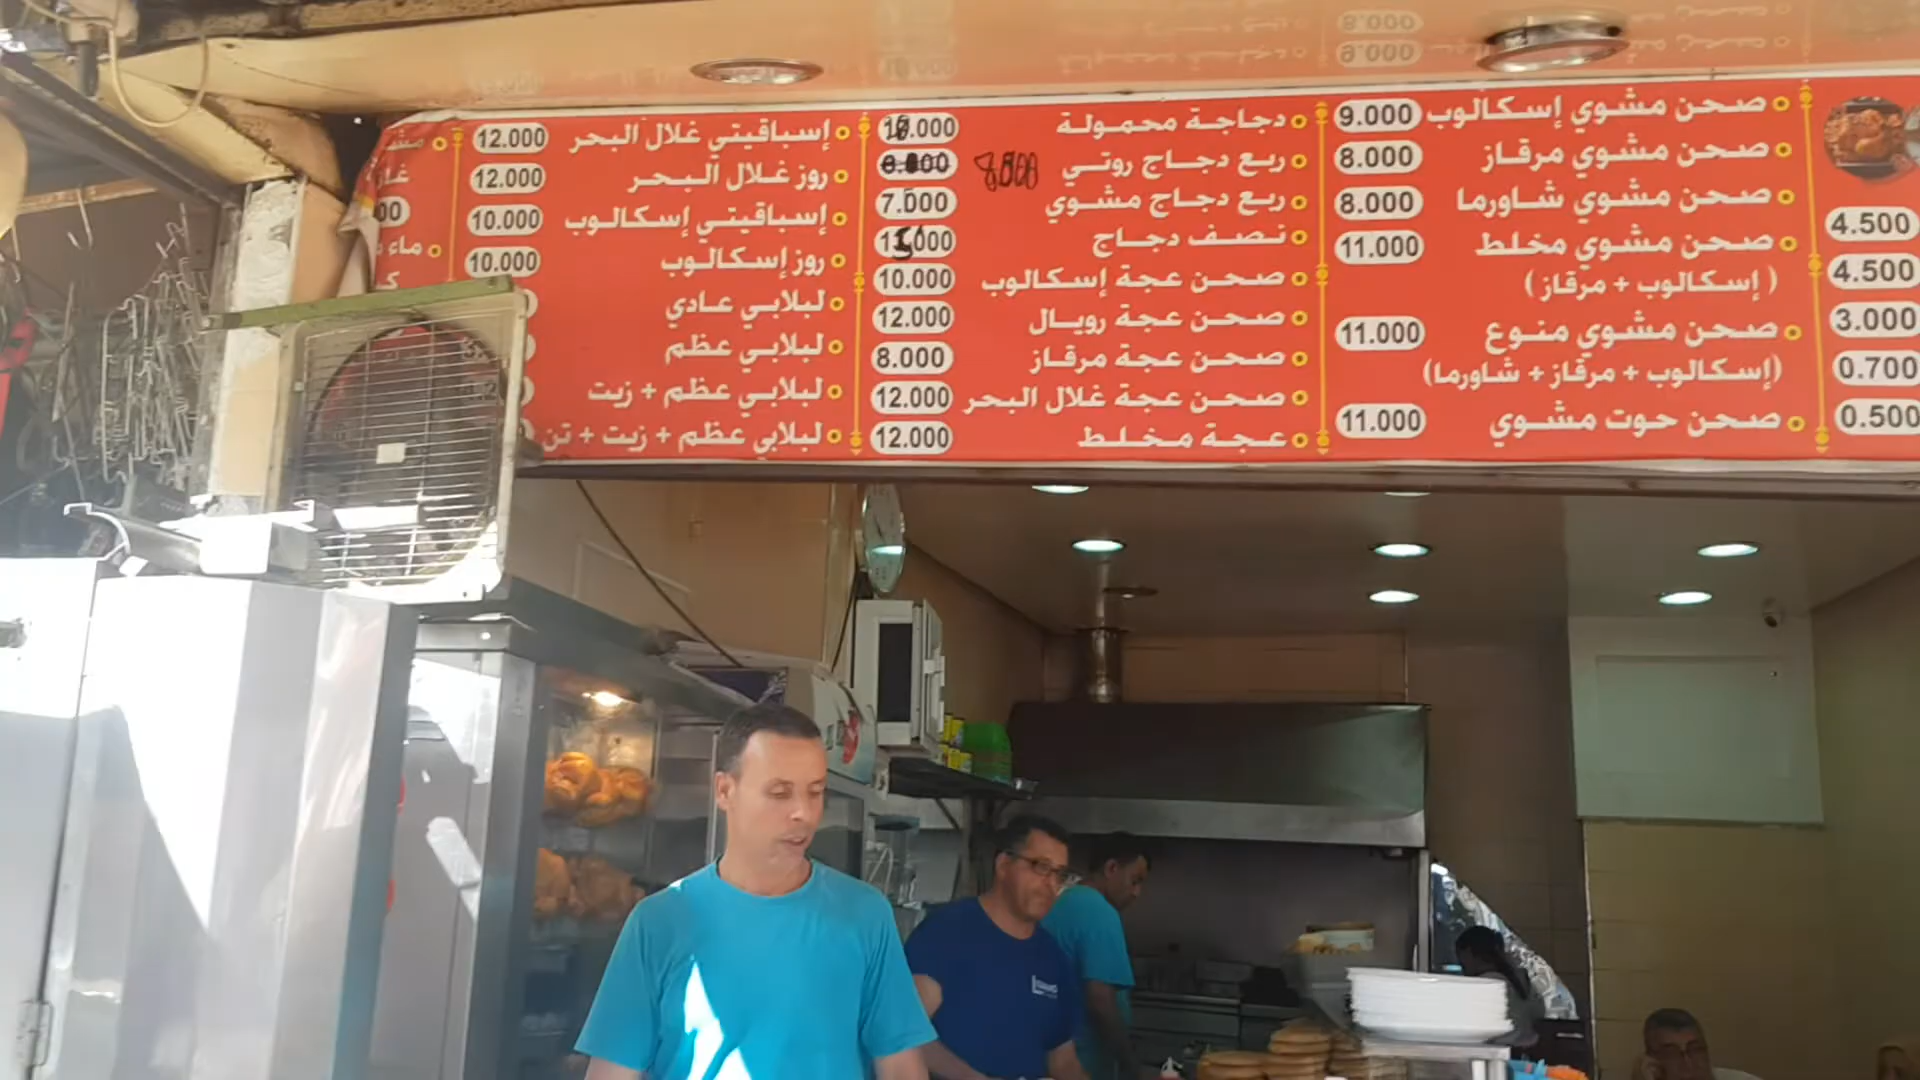 صحن مشوي إسكالوب 9.000
صحن مشوي مرقاز 8.000
صحن مشوي شاورما 8.000
صحن مشوي مخلط 11.000
( إسكالوب + مرقاز )
صحن مشوي منوع 11.000
(إسكالوب + مرقاز + شاورما)
صحن حوت مشوي 11.000
4.500
4.500
3.000
0.700
0.500
دجاجة محمولة
ربع دجاج روتي
ربع دجاج مشوي 7.000
نصف دجاج
صحن عجة إسكالوب 10.000
صحن عجة رويال 12.000
صحن عجة مرقاز 8.000
صحن عجة غلال البحر 12.000
عجة مخلط 12.000
إسباقيتي غلال البحر 12.000
روز غلال البحر 12.000
إسباقيتي إسكالوب 10.000
روز إسكالوب 10.000
لبلابي عادي
لبلابي عظم
لبلابي عظم + زيت
لبلابي عظم + زيت + تن
ماء